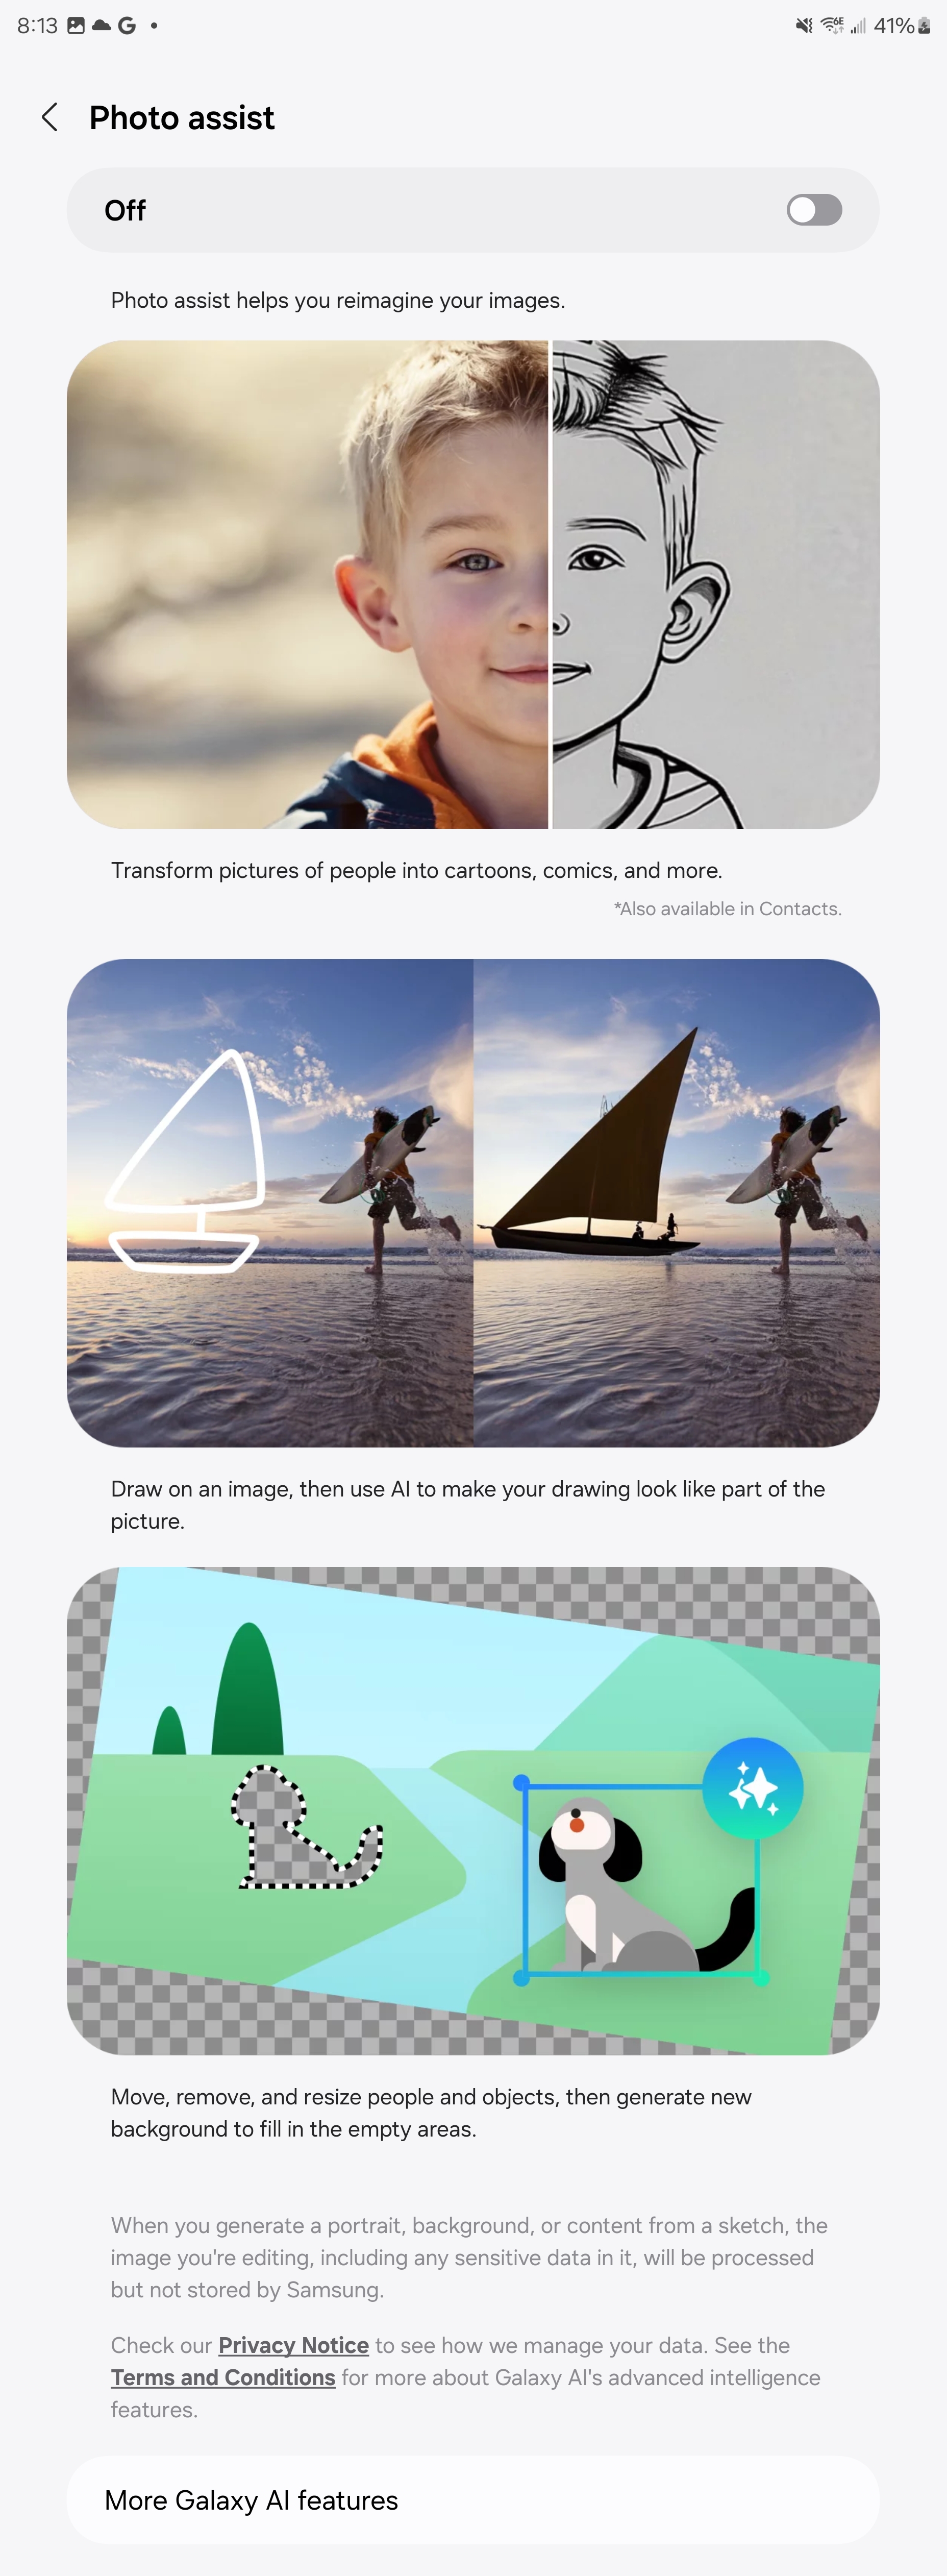 8:13
6E
41%
Photo assist
Off
Photo assist helps you reimagine your images.
Transform pictures of people into cartoons, comics, and more.
*Also available in Contacts.
Draw on an image, then use AI to make your drawing look like part of the
picture.
Move, remove, and resize people and objects, then generate new
background to fill in the empty areas.
When you generate a portrait, background, or content from a sketch, the
image you're editing, including any sensitive data in it, will be processed
but not stored by Samsung.
Check our Privacy Notice to see how we manage your data. See the
Terms and Conditions for more about Galaxy AI's advanced intelligence
features.
More Galaxy AI features